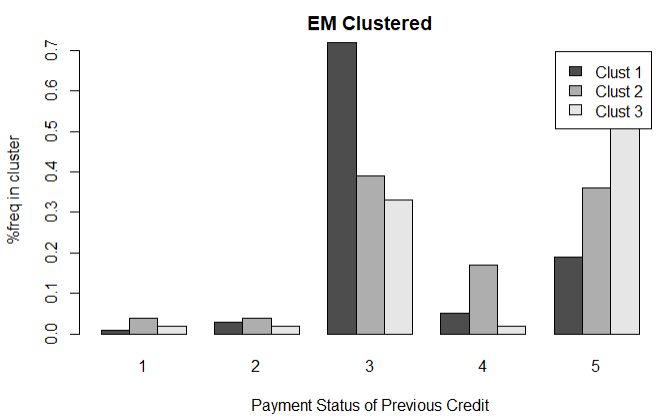 EM Clustered
Clust 1
Clust 2
Clust 3
%freq in cluster
0.7
0.6
0.5
0.4
0.3
0.2
0.1
0.0
1 2 3 4 5
Payment Status of Previous Credit